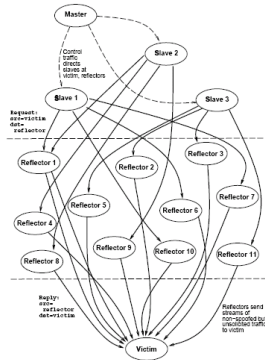 Master
Control
traffic
directs
slaves at
victim, reflectors
Slave 2
Slave 1
Slave 3
Request:
src=victim
dst=
reflector
Reflector 1
Reflector 2
Reflector 3
Reflector 5
Reflector 7
Reflector 4
Reflector 6
Reflector 9
Reflector 10
Reflector 11
Reflector 8
Reply:
src=
reflector
dst=victim
Reflectors send
streams of
non-spoofed but
unsolicited traffic
to victim
Victim